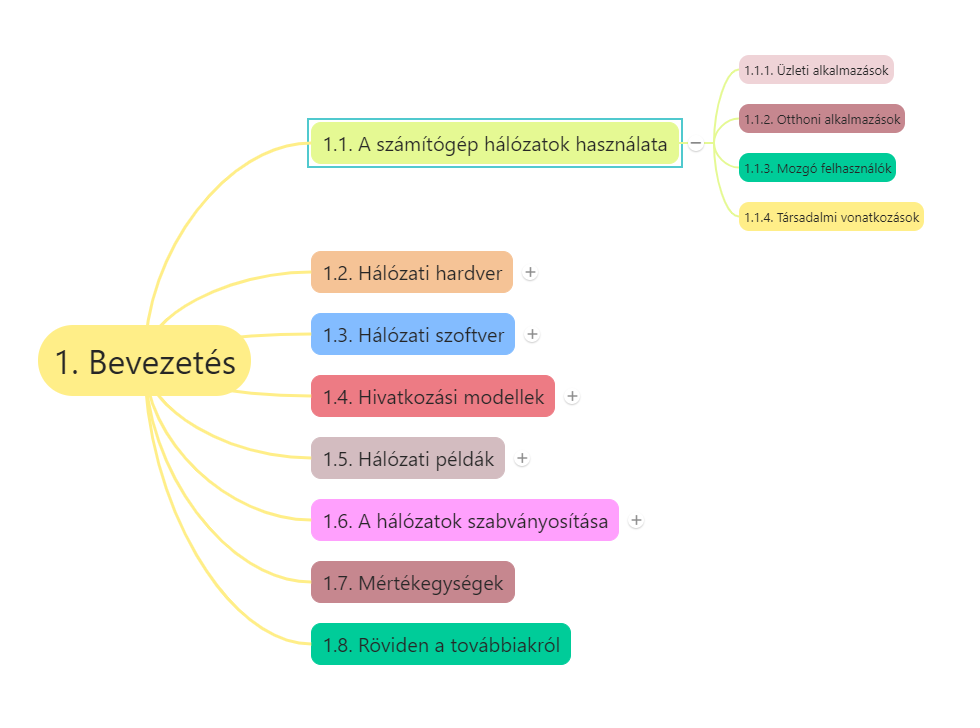 1. Bevezetés
1.1. A számítógép hálózatok használata
1.1.1. Üzleti alkalmazások
1.1.2. Otthoni alkalmazások
1.1.3. Mozgó felhasználók
1.1.4. Társadalmi vonatkozások
1.2. Hálózati hardver
1.3. Hálózati szoftver
1.4. Hivatkozási modellek
1.5. Hálózati példák
1.6. A hálózatok szabványosítása
1.7. Mértékegységek
1.8. Röviden a továbbiakról